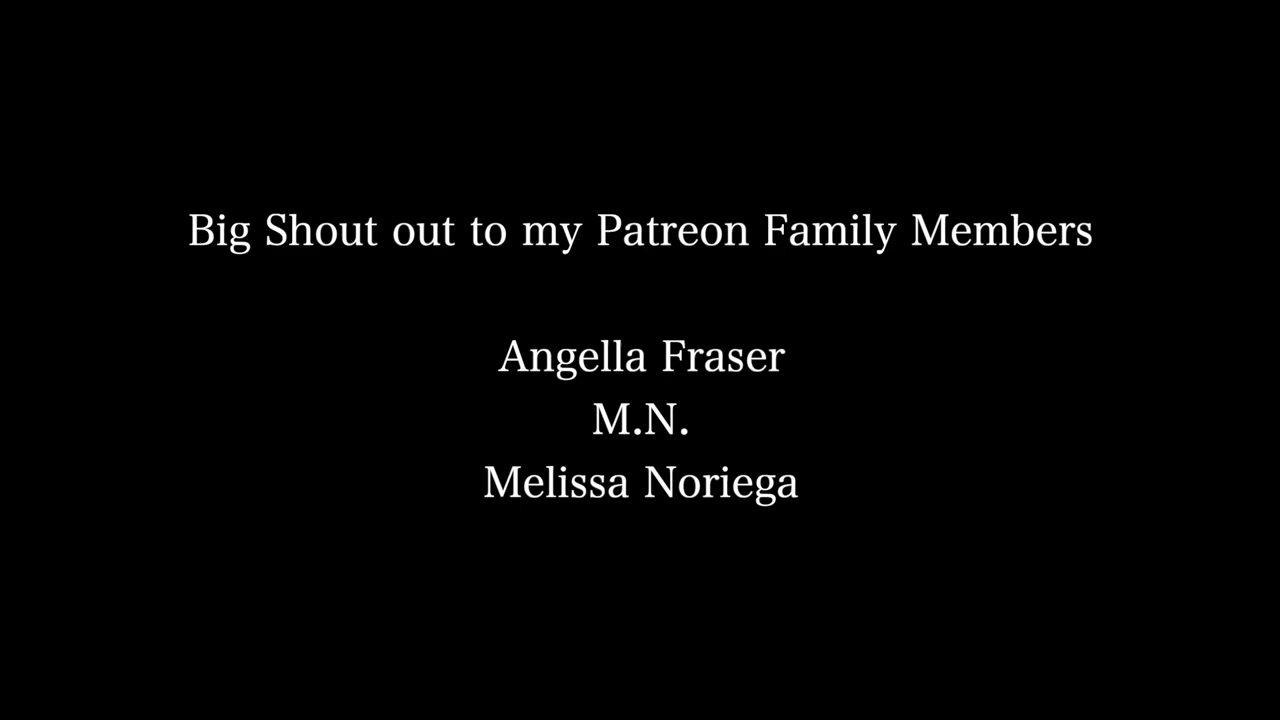 Big Shout out to my Patreon Family Members
Angella Fraser
M.N.
Melissa Noriega